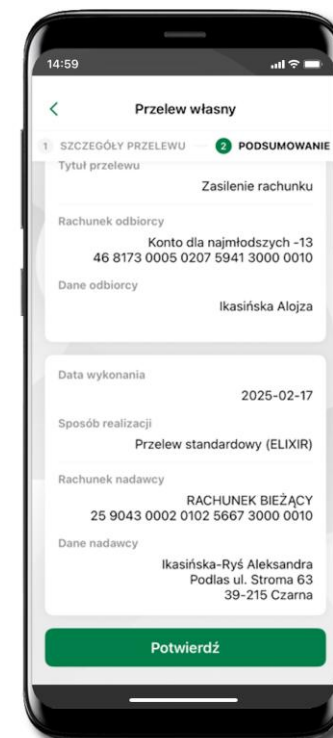 14:59
Przelew własny
1 SZCZEGÓŁY PRZELEWU 2 PODSUMOWANIE
Tytuł przelewu
Zasilenie rachunku
Rachunek odbiorcy
Konto dla najmłodszych -13
46 8173 0005 0207 5941 3000 0010
Dane odbiorcy
Ikasińska Alojza
Data wykonania
2025-02-17
Sposób realizacji
Przelew standardowy (ELIXIR)
Rachunek nadawcy
RACHUNEK BIEŻĄCY
25 9043 0002 0102 5667 3000 0010
Dane nadawcy
Ikasińska-Ryś Aleksandra
Podlas ul. Stroma 63
39-215 Czarna
Potwierdź